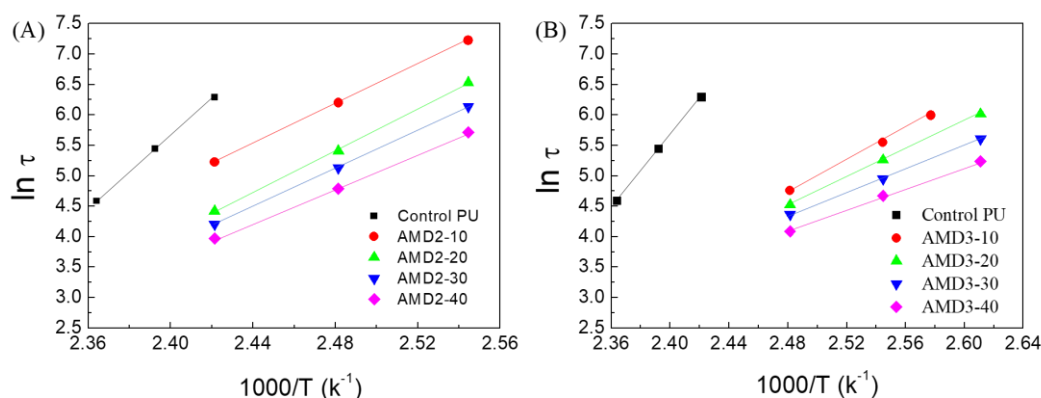 (A)
ln τ
7.5
7.0
6.5
6.0
5.5
5.0
4.5
4.0
3.5
3.0
2.5
Control PU
AMD2-10
AMD2-20
AMD2-30
AMD2-40
2.36 2.40 2.44 2.48 2.52 2.56
1000/T (k⁻¹)
(B)
ln τ
7.5
7.0
6.5
6.0
5.5
5.0
4.5
4.0
3.5
3.0
2.5
Control PU
AMD3-10
AMD3-20
AMD3-30
AMD3-40
2.36 2.40 2.44 2.48 2.52 2.56 2.60 2.64
1000/T (k⁻¹)